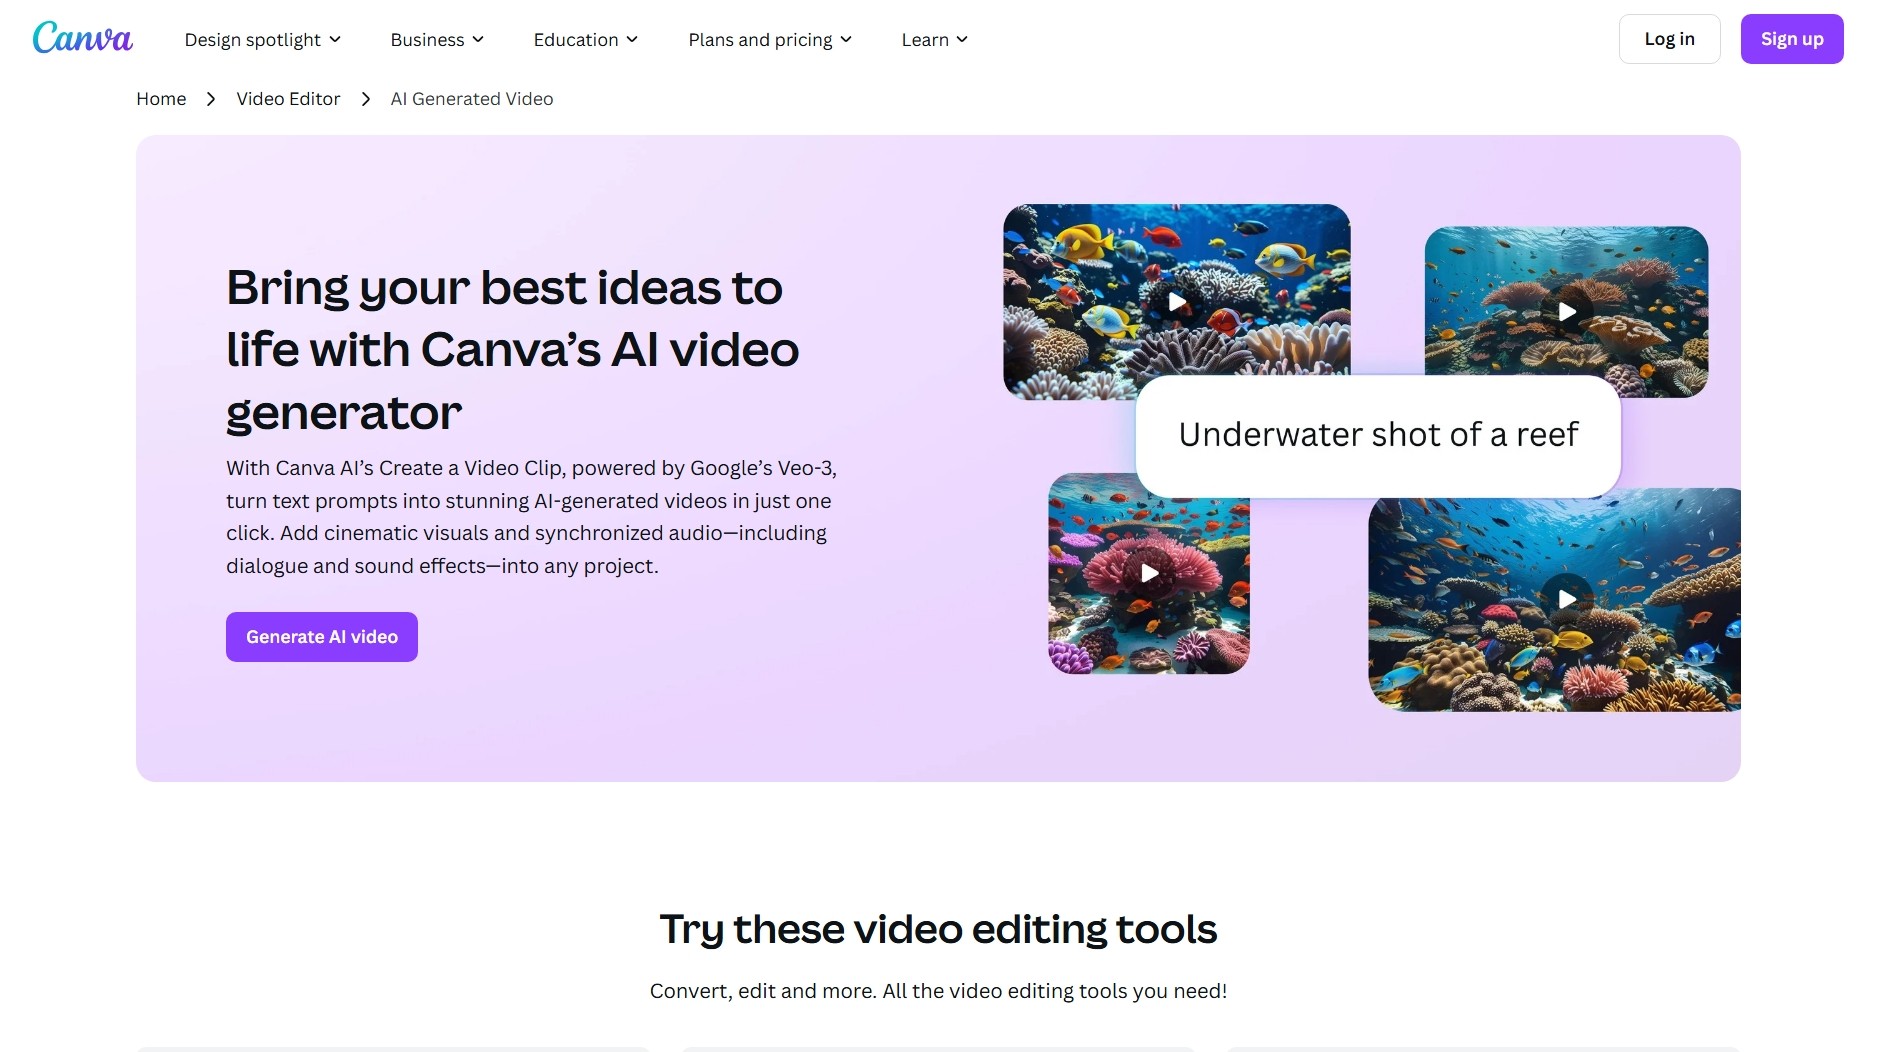 Canva
Design spotlight
Business
Education
Plans and pricing
Learn
Log in
Sign up
Home
Video Editor
AI Generated Video
Bring your best ideas to
life with Canva’s AI video
generator
With Canva AI’s Create a Video Clip, powered by Google’s Veo-3,
turn text prompts into stunning AI-generated videos in just one
click. Add cinematic visuals and synchronized audio—including
dialogue and sound effects—into any project.
Generate AI video
Underwater shot of a reef
Try these video editing tools
Convert, edit and more. All the video editing tools you need!